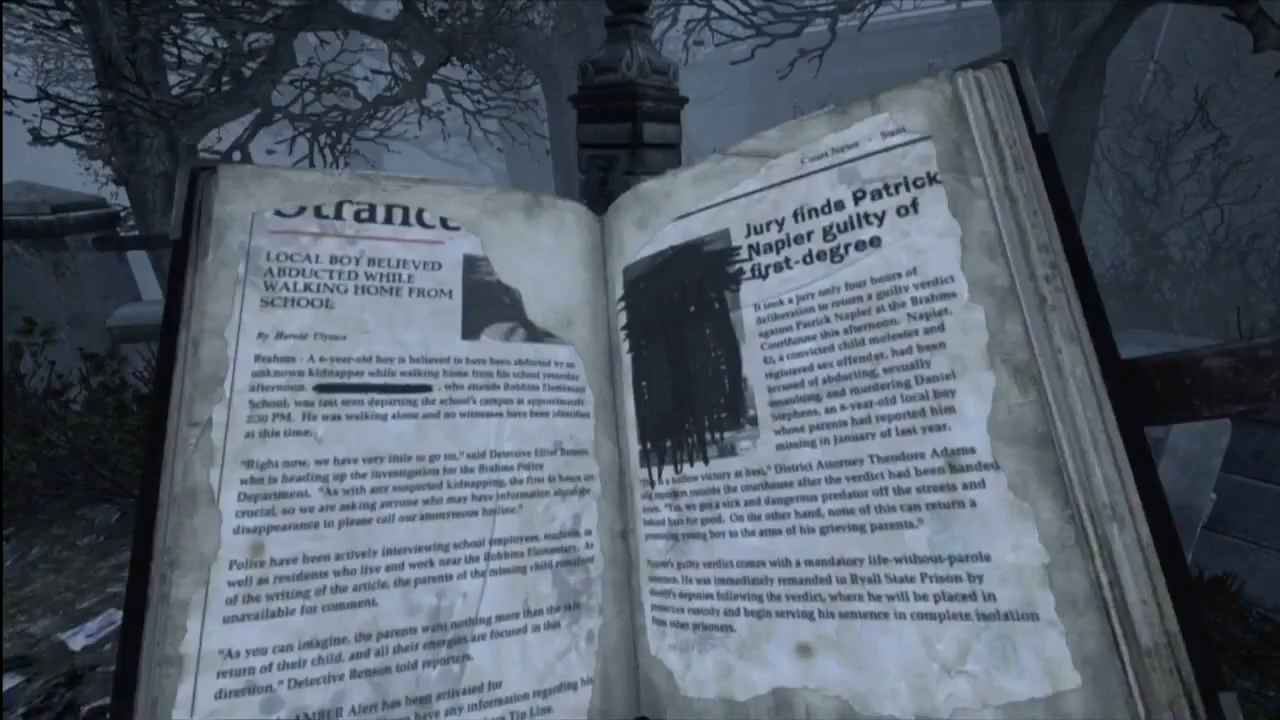 LOCAL BOY BELIEVED
ABDUCTED WHILE
WALKING HOME FROM
SCHOOL
By Harold
Brahms - A 6-year-old boy is believed to have been abducted by an
unknown kidnapper while walking home from his school yesterday
afternoon. , who attends Robbins Elementary
School, was last seen departing the school's campus at approximately
2:30 PM. He was walking alone and no witnesses have been identified
at this time.
"Right now, we have very little to go on," said Detective Elliot Benson,
who is heading up the investigation for the Brahms Police
Department. "As with any suspected kidnapping, the first 48 hours are
crucial, so we are asking anyone who may have information about the
disappearance to please call our anonymous hotline."
Police have been actively interviewing school employees, students, as
well as residents who live and work near the Robbins Elementary. As
of the writing of the article, the parents of the missing child remained
unavailable for comment.
"As you can imagine, the parents want nothing more than the safe
return of their child, and all their energies are focused in that
direction," Detective Benson told reporters.
AMBER Alert has been activated for
have any information regarding his
Tip Line.
Court News -
Jury finds Patrick
Napier guilty of
first-degree
It took a jury only four hours of
deliberation to return a guilty verdict
against Patrick Napier at the Brahms
Courthouse this afternoon. Napier,
a convicted child molester and
registered sex offender, had been
accused of abducting, sexually
assaulting, and murdering Daniel
Stephens, an 8-year-old local boy
whose parents had reported him
missing in January of last year.
a hollow victory at best," District Attorney Theodore Adams
told reporters outside the courthouse after the verdict had been handed
down. "Yes, we got a sick and dangerous predator off the streets and
behind bars for good. On the other hand, none of this can return a
promising young boy to the arms of his grieving parents."
Napier's guilty verdict comes with a mandatory life-without-parole
sentence. He was immediately remanded to Ryall State Prison by
sheriff's deputies following the verdict, where he will be placed in
protective custody and begin serving his sentence in complete isolation
from other prisoners.